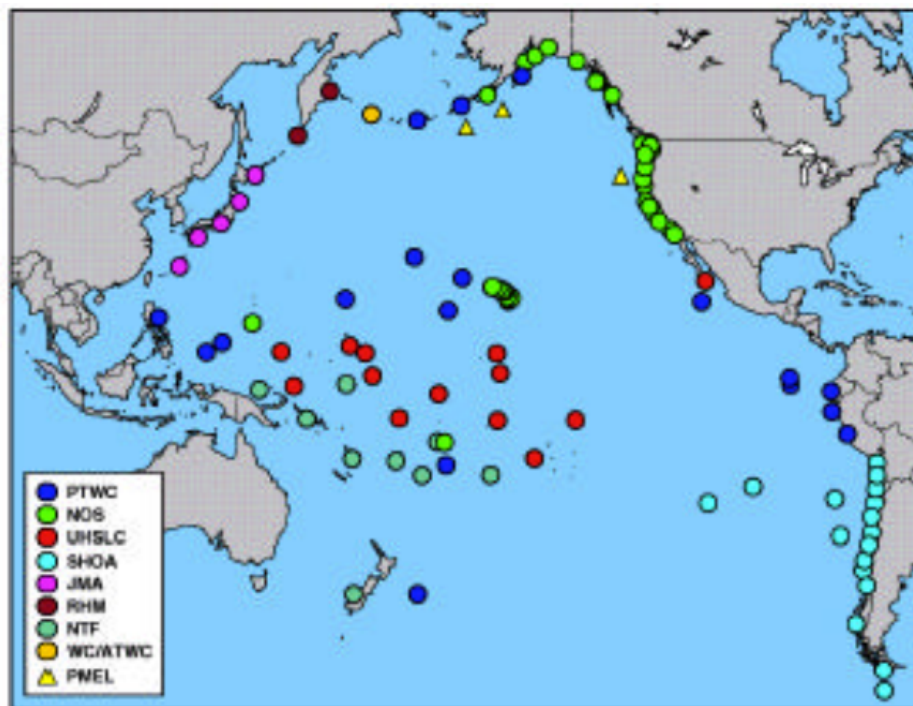 PTWC
NOS
UHSLC
SHOA
JMA
RHM
NTF
WC/ATWC
PMEL